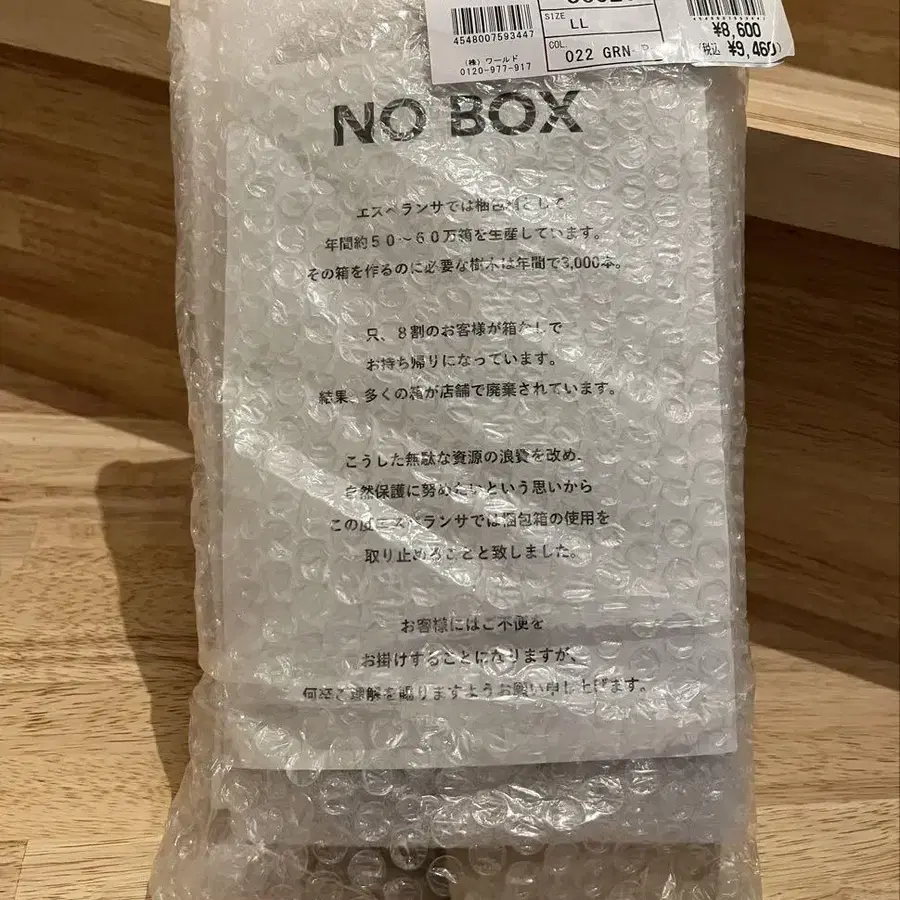 SIZE
LL
COL
022 GRN
4548007593447
(株) ワールド
0120-977-917
¥8,600
(税込 ¥9,460)
NO BOX
エスペランサでは梱包箱として
年間約50〜60万箱を生産しています。
その箱を作るのに必要な樹木は年間で3,000本。
只、8割のお客様が箱なしで
お持ち帰りになっています。
結果、多くの箱が店舗で廃棄されています。
こうした無駄な資源の浪費を改め、
自然保護に努めたいという思いから
この度エスペランサでは梱包箱の使用を
取り止めることと致しました。
お客様にはご不便を
お掛けすることになりますが、
何卒ご理解を賜りますようお願い申し上げます。